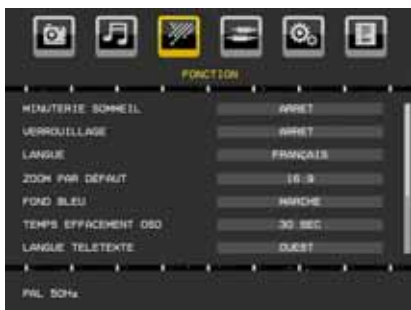 FONCTION
MINUTERIE SOMMEIL ARRET
VERROUILLAGE ARRET
LANGUE FRANÇAIS
ZOOM PAR DÉFAUT 16:9
FOND BLEU MARCHE
TEMPS EFFACEMENT OSD 30 SEC
LANGUE TELETEXTE OUEST
PAL 50Hz